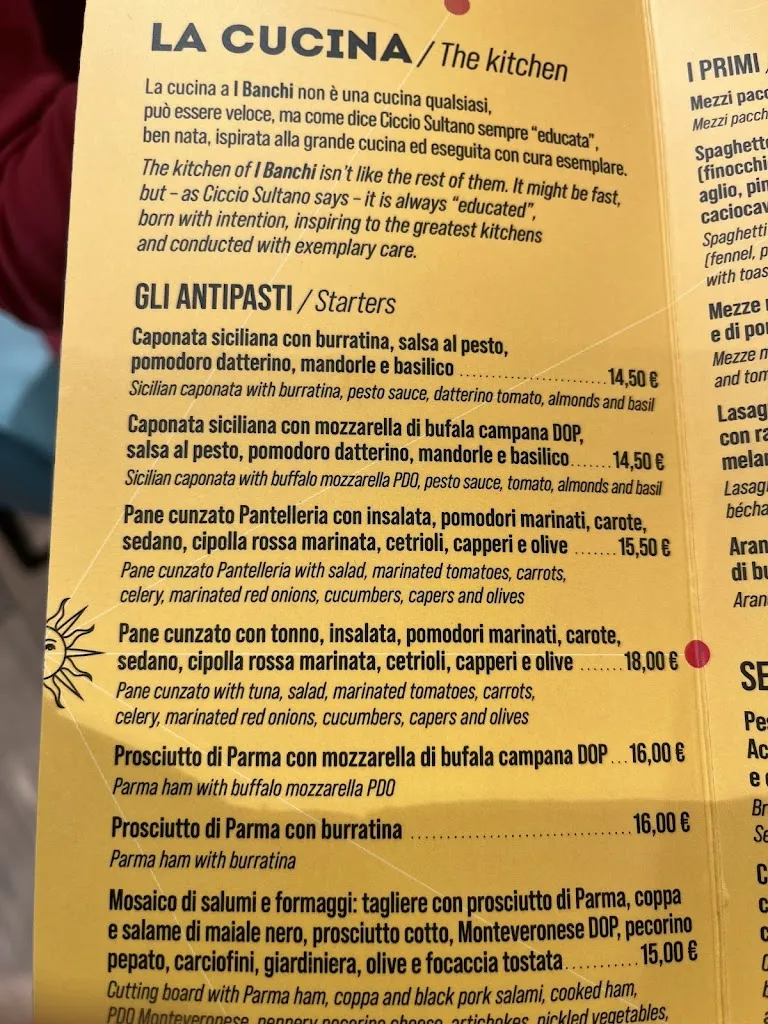 LA CUCINA / The kitchen
La cucina a I Banchi non è una cucina qualsiasi,
può essere veloce, ma come dice Ciccio Sultano sempre “educata”,
ben nata, ispirata alla grande cucina ed eseguita con cura esemplare.
The kitchen of I Banchi isn't like the rest of them. It might be fast,
but – as Ciccio Sultano says – it is always “educated”,
born with intention, inspiring to the greatest kitchens
and conducted with exemplary care.
GLI ANTIPASTI / Starters
Caponata siciliana con burratina, salsa al pesto,
pomodoro datterino, mandorle e basilico ........................ 14,50 €
Sicilian caponata with burratina, pesto sauce, datterino tomato, almonds and basil
Caponata siciliana con mozzarella di bufala campana DOP,
salsa al pesto, pomodoro datterino, mandorle e basilico ...... 14,50 €
Sicilian caponata with buffalo mozzarella PDO, pesto sauce, tomato, almonds and basil
Pane cunzato Pantelleria con insalata, pomodori marinati, carote,
sedano, cipolla rossa marinata, cetrioli, capperi e olive ....... 15,50 €
Pane cunzato Pantelleria with salad, marinated tomatoes, carrots,
celery, marinated red onions, cucumbers, capers and olives
Pane cunzato con tonno, insalata, pomodori marinati, carote,
sedano, cipolla rossa marinata, cetrioli, capperi e olive ....... 18,00 €
Pane cunzato with tuna, salad, marinated tomatoes, carrots,
celery, marinated red onions, cucumbers, capers and olives
Prosciutto di Parma con mozzarella di bufala campana DOP ... 16,00 €
Parma ham with buffalo mozzarella PDO
Prosciutto di Parma con burratina ................................... 16,00 €
Parma ham with burratina
Mosaico di salumi e formaggi: tagliere con prosciutto di Parma, coppa
e salame di maiale nero, prosciutto cotto, Monteveronese DOP, pecorino
pepato, carciofini, giardiniera, olive e focaccia tostata ........... 15,00 €
Cutting board with Parma ham, coppa and black pork salami, cooked ham,
PDO Monteveronese, peppery pecorino cheese, artichokes, pickled vegetables,
I PRIMI /
Mezzi
Mezzi
(finocchi
aglio,
Spaghetti
(fennel,
with
Mezze
e di
Mezze
and
con
di
e